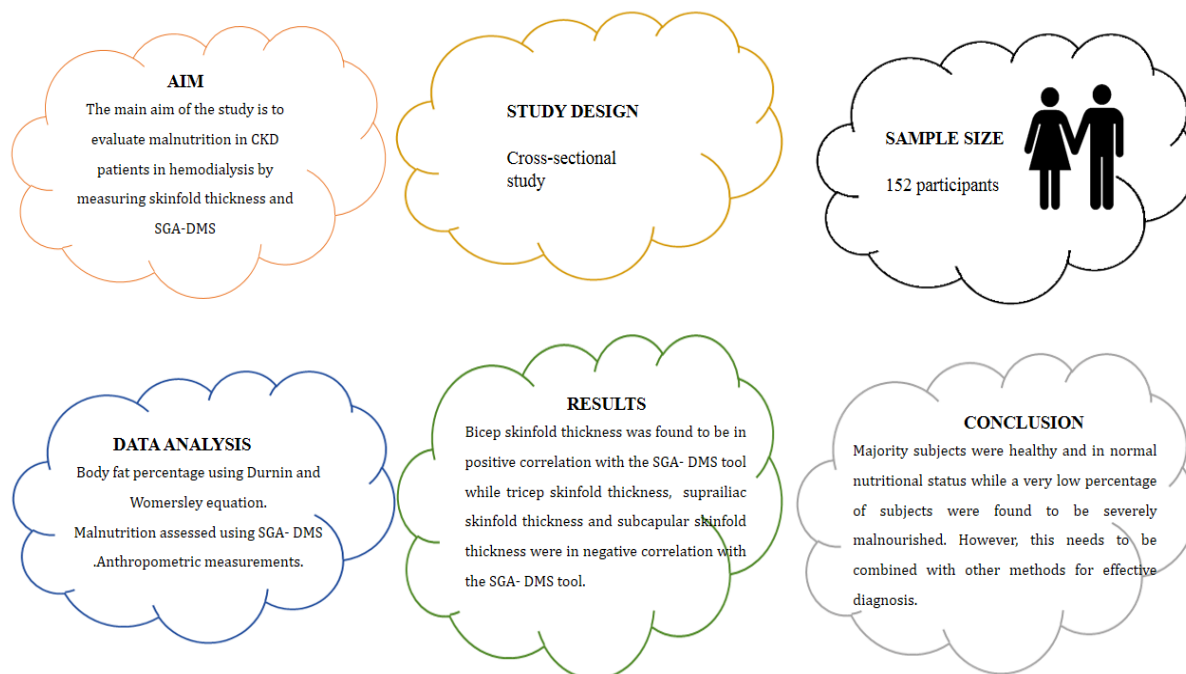 AIM
The main aim of the study is to
evaluate malnutrition in CKD
patients in hemodialysis by
measuring skinfold thickness and
SGA-DMS
STUDY DESIGN
Cross-sectional
study
SAMPLE SIZE
152 participants
DATA ANALYSIS
Body fat percentage using Durnin and
Womersley equation.
Malnutrition assessed using SGA- DMS
.Anthropometric measurements.
RESULTS
Bicep skinfold thickness was found to be in
positive correlation with the SGA- DMS tool
while tricep skinfold thickness, suprailiac
skinfold thickness and subcapular skinfold
thickness were in negative correlation with
the SGA- DMS tool.
CONCLUSION
Majority subjects were healthy and in normal
nutritional status while a very low percentage
of subjects were found to be severely
malnourished. However, this needs to be
combined with other methods for effective
diagnosis.